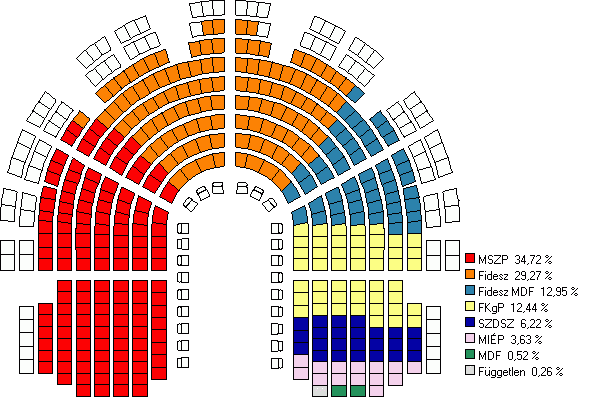 MSZP 34,72 %
Fidesz 29,27 %
Fidesz MDF 12,95 %
FKgP 12,44 %
SZDSZ 6,22 %
MIÉP 3,63 %
MDF 0,52 %
Független 0,26 %